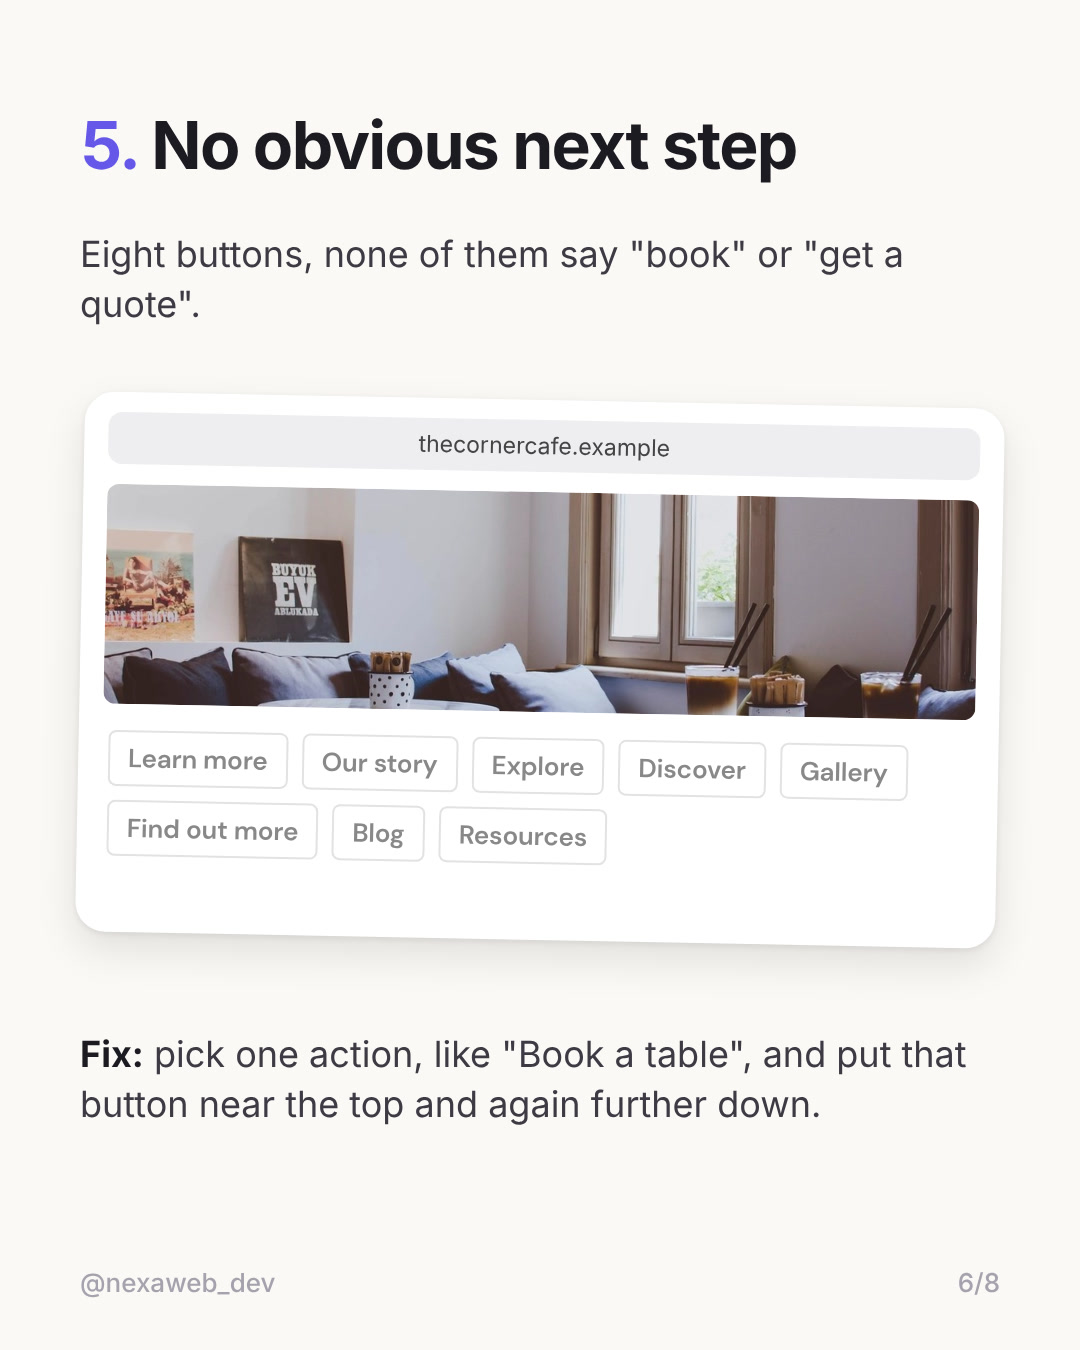 5. No obvious next step
Eight buttons, none of them say "book" or "get a
quote".
thecornercafe.example
BUYUK
EV
ABLUKADA
Learn more
Our story
Explore
Discover
Gallery
Find out more
Blog
Resources
Fix: pick one action, like "Book a table", and put that
button near the top and again further down.
@nexaweb_dev
6/8